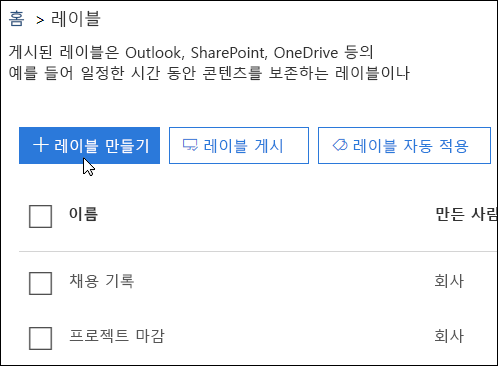 홈 > 레이블
게시된 레이블은 Outlook, SharePoint, OneDrive 등의
예를 들어 일정한 시간 동안 콘텐츠를 보존하는 레이블이나
+ 레이블 만들기 레이블 게시 레이블 자동 적용
이름 만든 사람
채용 기록 회사
프로젝트 마감 회사